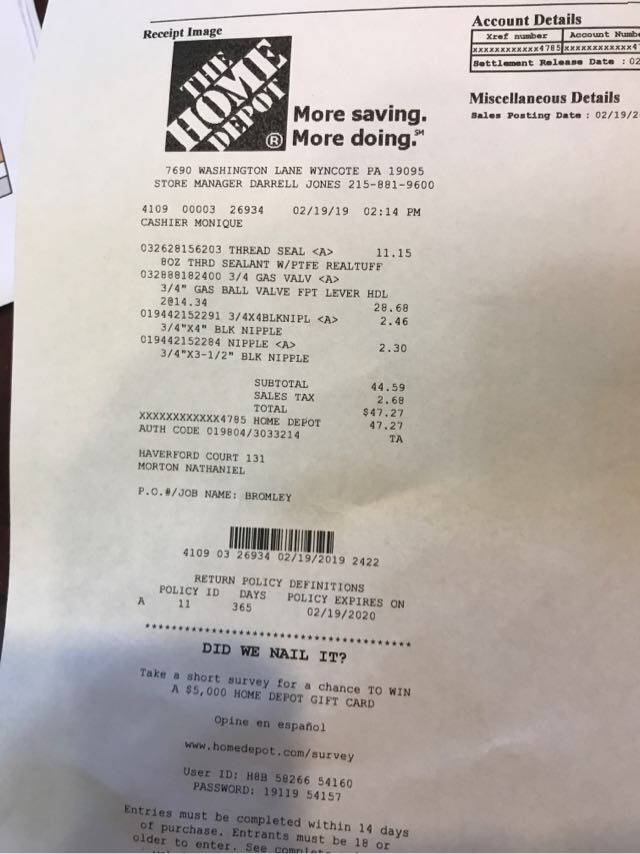 Receipt Image
Account Details
Xref number Account
xxxxxxxxxxxx4785 xxxxxxxxxxxx4
Settlement Release Date : 02
THE
HOME
DEPOT
®
More saving.
More doing.℠
Miscellaneous Details
Sales Posting Date : 02/19/2
7690 WASHINGTON LANE WYNCOTE PA 19095
STORE MANAGER DARRELL JONES 215-881-9600
4109 00003 26934 02/19/19 02:14 PM
CASHIER MONIQUE
032628156203 THREAD SEAL <A> 11.15
8OZ THRD SEALANT W/PTFE REALTUFF
032888182400 3/4 GAS VALV <A>
3/4" GAS BALL VALVE FPT LEVER HDL
2@14.34 28.68
019442152291 3/4X4BLKNIPL <A> 2.46
3/4"X4" BLK NIPPLE
019442152284 NIPPLE <A> 2.30
3/4"X3-1/2" BLK NIPPLE
SUBTOTAL 44.59
SALES TAX 2.68
TOTAL $47.27
XXXXXXXXXXXX4785 HOME DEPOT 47.27
AUTH CODE 019804/3033214 TA
HAVERFORD COURT 131
MORTON NATHANIEL
P.O.#/JOB NAME: BROMLEY
4109 03 26934 02/19/2019 2422
RETURN POLICY DEFINITIONS
POLICY ID DAYS POLICY EXPIRES ON
A 11 365 02/19/2020
****************************************
DID WE NAIL IT?
Take a short survey for a chance TO WIN
A $5,000 HOME DEPOT GIFT CARD
Opine en español
www.homedepot.com/survey
User ID: H8B 58266 54160
PASSWORD: 19119 54157
Entries must be completed within 14 days
of purchase. Entrants must be 18 or
older to enter. See